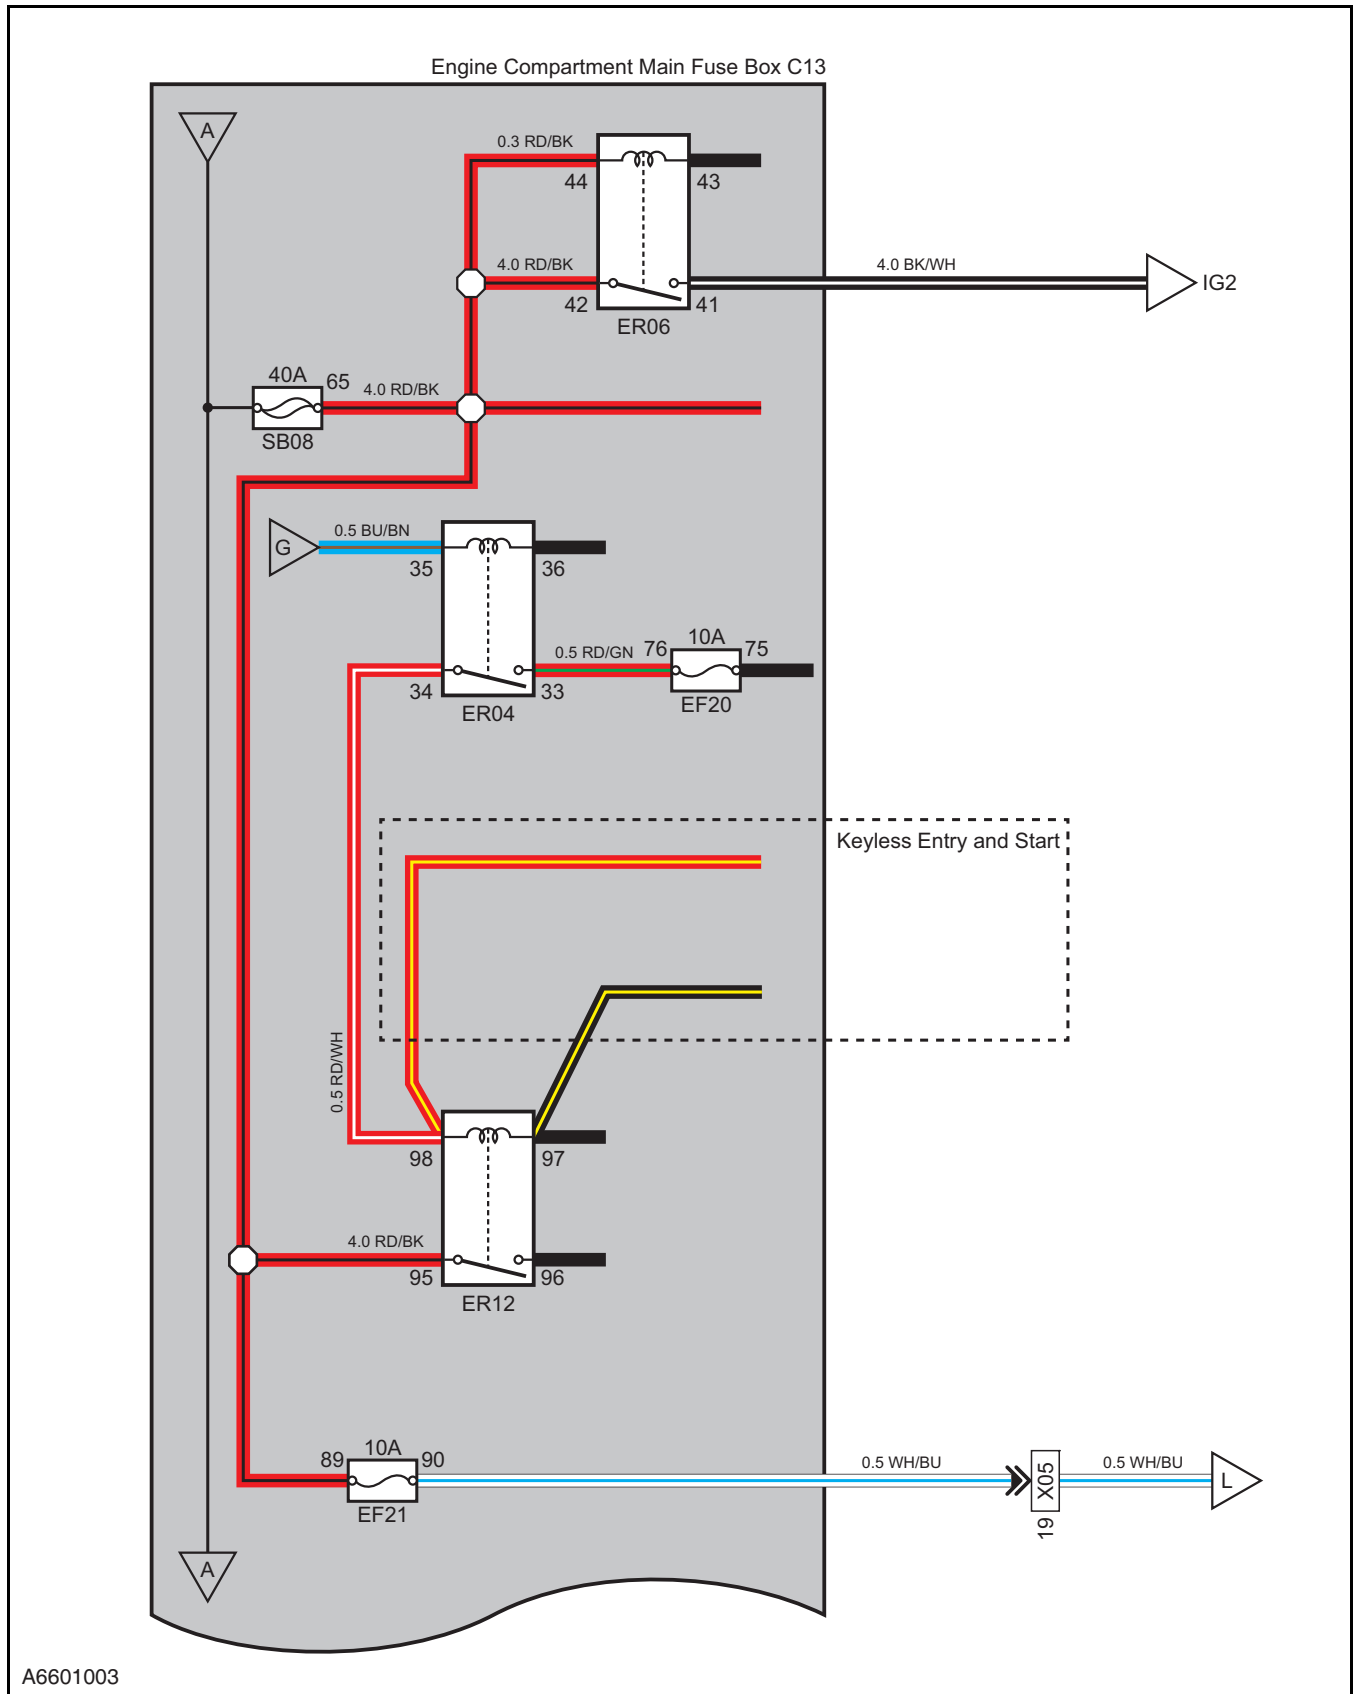 Engine Compartment Main Fuse Box C13
A
0.3 RD/BK
44
43
4.0 RD/BK
42
41
ER06
4.0 BK/WH
IG2
40A
65
4.0 RD/BK
SB08
G
0.5 BU/BN
35
36
0.5 RD/GN
76
10A
75
34
33
ER04
EF20
Keyless Entry and Start
0.5 RD/WH
98
97
4.0 RD/BK
95
96
ER12
89
10A
90
EF21
0.5 WH/BU
X05
19
0.5 WH/BU
L
A
A6601003